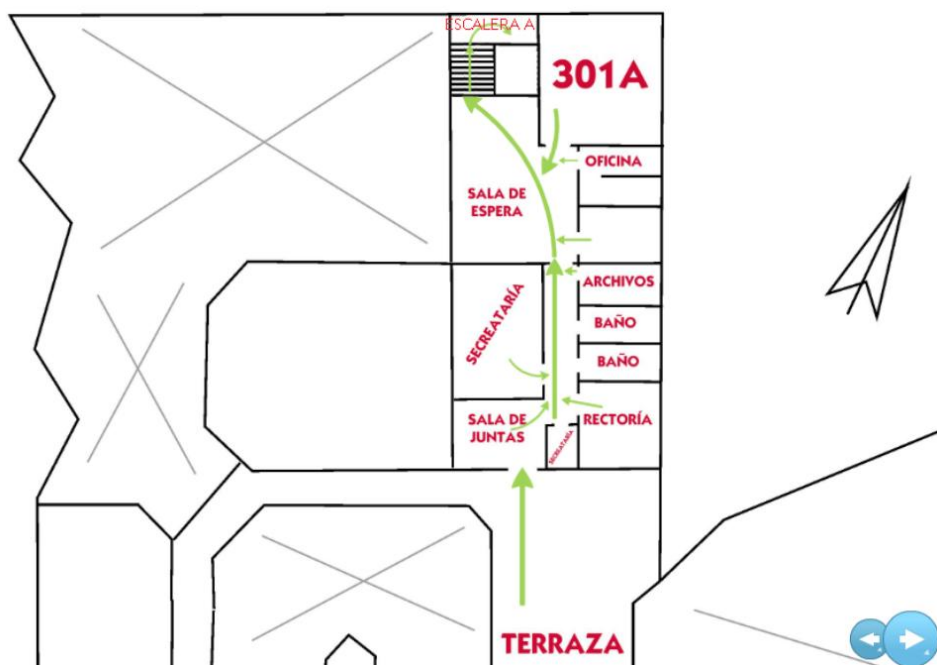 ESCALERA A
301A
OFICINA
SALA DE
ESPERA
ARCHIVOS
SECREATARÍA
BAÑO
BAÑO
SALA DE
JUNTAS
RECTORÍA
SECREATARÍA
TERRAZA